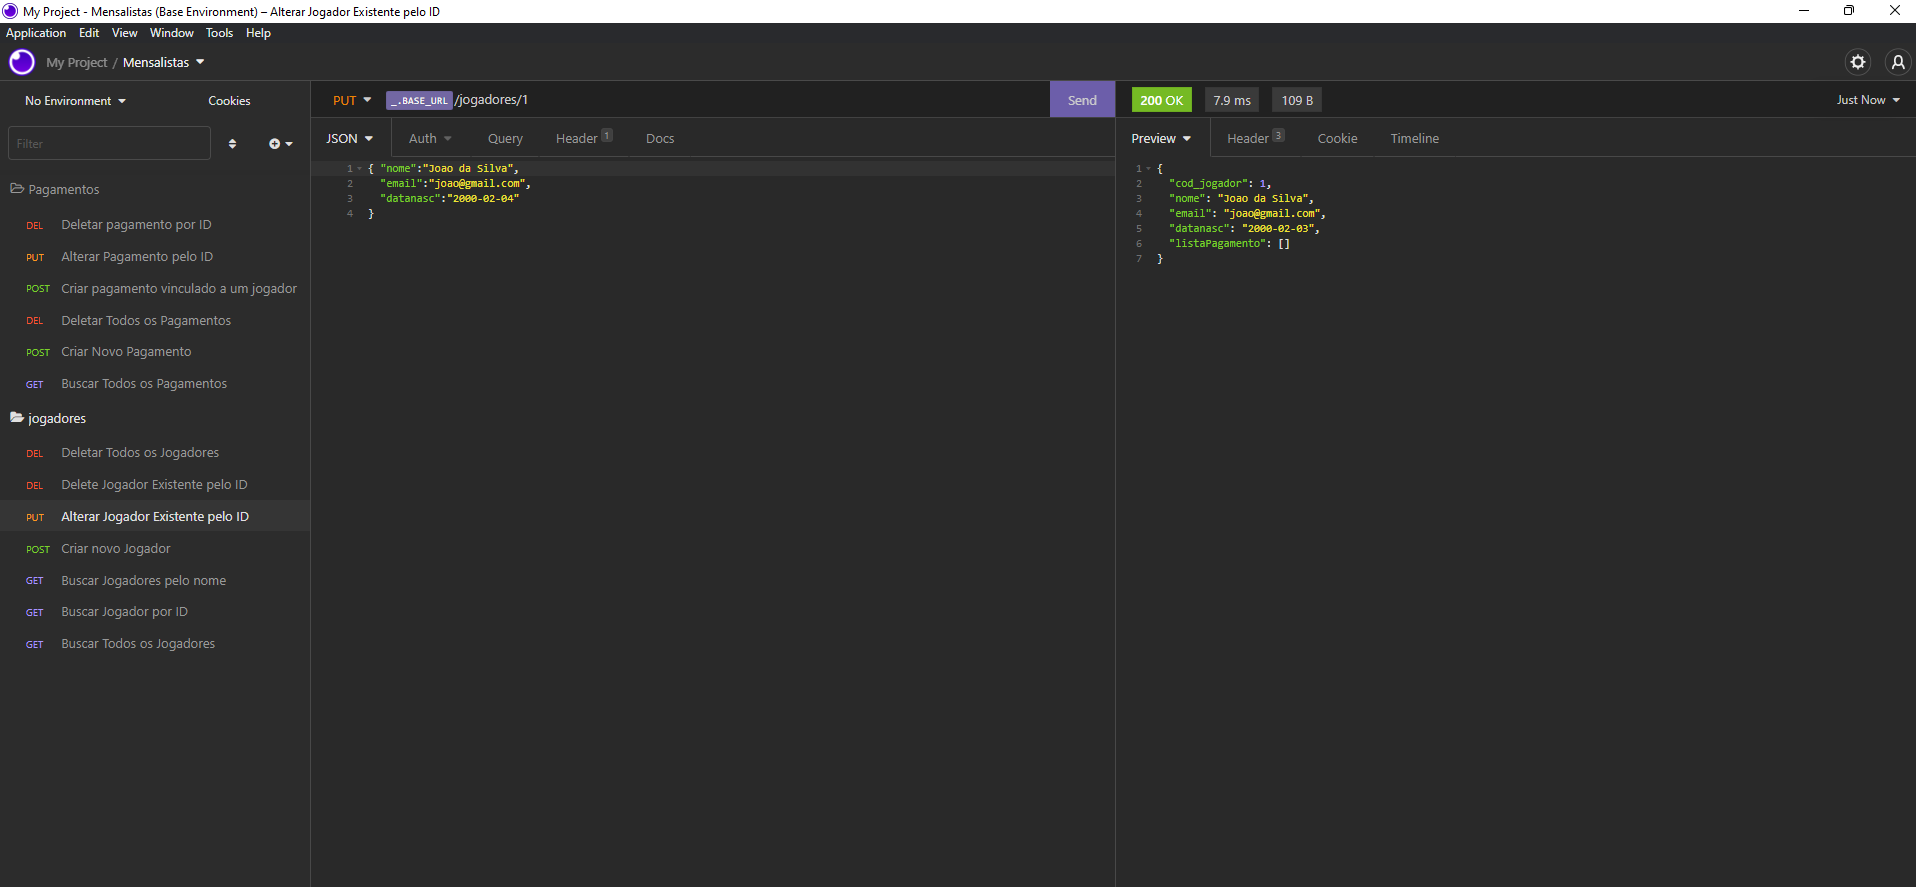 My Project - Mensalistas (Base Environment) – Alterar Jogador Existente pelo ID
Application Edit View Window Tools Help
My Project / Mensalistas
No Environment Cookies
Filter
Pagamentos
DEL Deletar pagamento por ID
PUT Alterar Pagamento pelo ID
POST Criar pagamento vinculado a um jogador
DEL Deletar Todos os Pagamentos
POST Criar Novo Pagamento
GET Buscar Todos os Pagamentos
jogadores
DEL Deletar Todos os Jogadores
DEL Delete Jogador Existente pelo ID
PUT Alterar Jogador Existente pelo ID
POST Criar novo Jogador
GET Buscar Jogadores pelo nome
GET Buscar Jogador por ID
GET Buscar Todos os Jogadores
PUT _.BASE_URL /jogadores/1 Send
JSON Auth Query Header 1 Docs
1 { "nome":"Joao da Silva",
2 "email":"joao@gmail.com",
3 "datanasc":"2000-02-04"
4 }
200 OK 7.9 ms 109 B Just Now
Preview Header 3 Cookie Timeline
1 {
2 "cod_jogador": 1,
3 "nome": "Joao da Silva",
4 "email": "joao@gmail.com",
5 "datanasc": "2000-02-03",
6 "listaPagamento": []
7 }